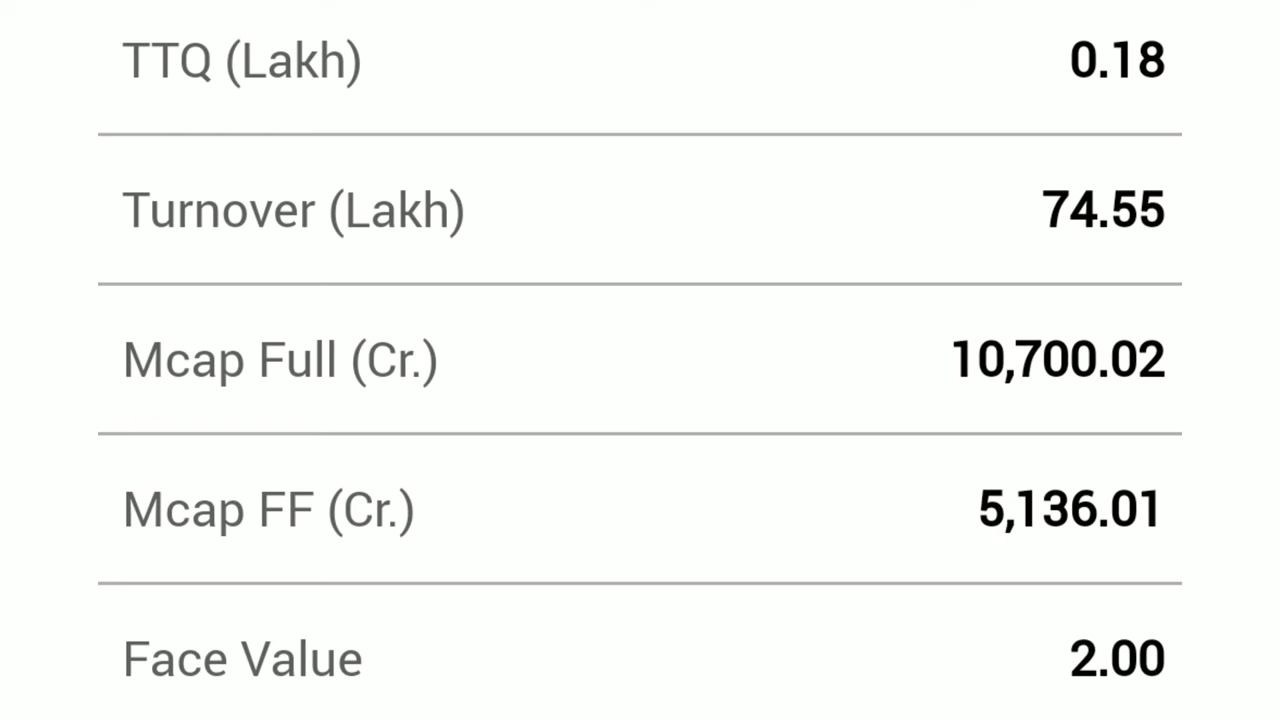 TTQ (Lakh) 0.18
Turnover (Lakh) 74.55
Mcap Full (Cr.) 10,700.02
Mcap FF (Cr.) 5,136.01
Face Value 2.00